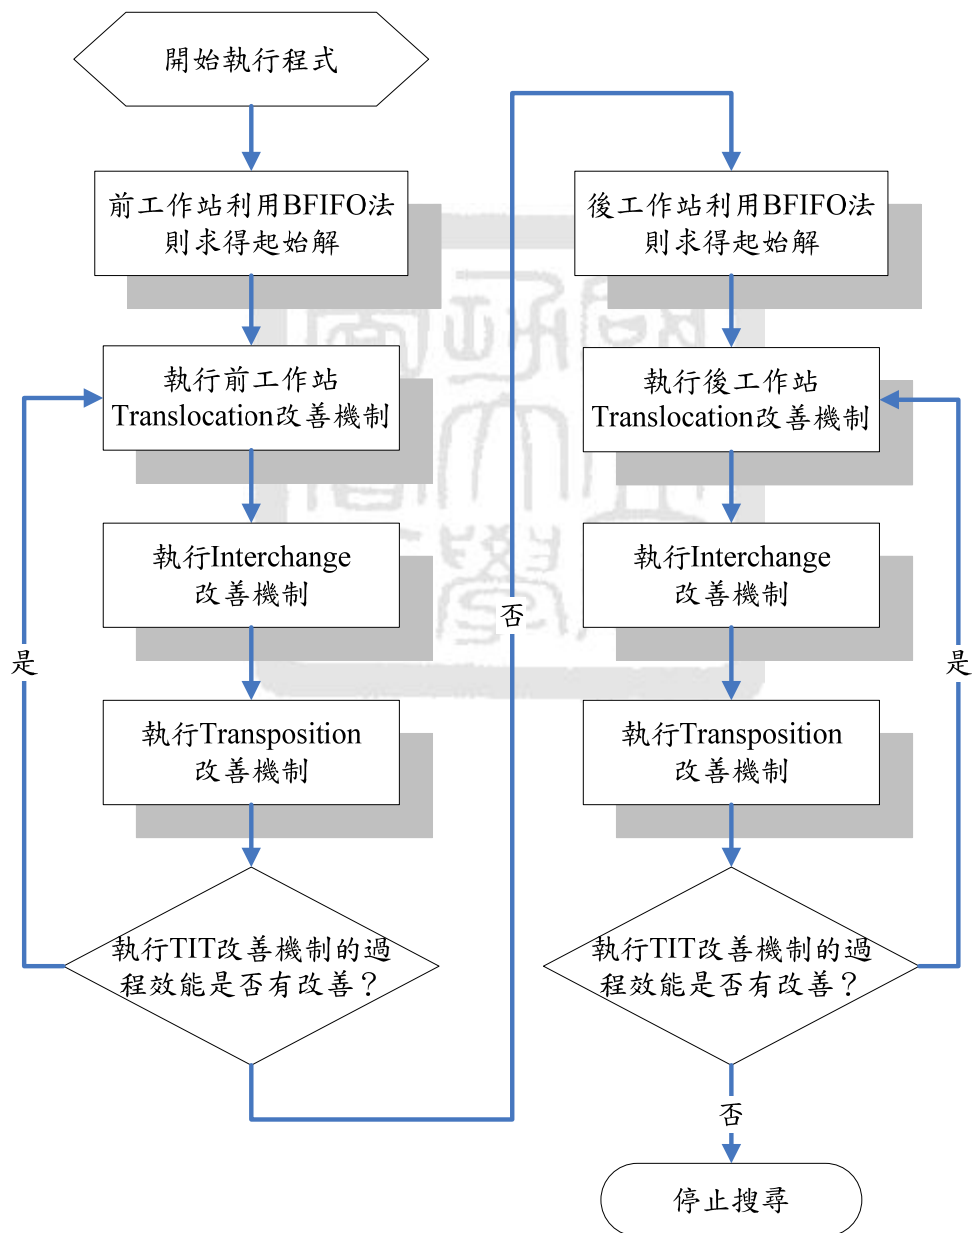 開始執行程式
前工作站利用BFIFO法
則求得起始解
執行前工作站
Translocation改善機制
執行Interchange
改善機制
是
執行Transposition
改善機制
執行TIT改善機制的過
程效能是否有改善？
否
後工作站利用BFIFO法
則求得起始解
執行後工作站
Translocation改善機制
執行Interchange
改善機制
是
執行Transposition
改善機制
執行TIT改善機制的過
程效能是否有改善？
否
停止搜尋